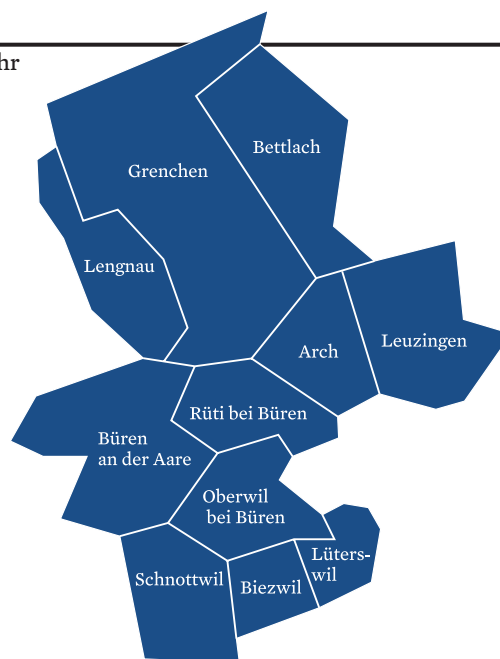 hr
Bettlach
Grenchen
Lengnau
Leuzingen
Arch
Rüti bei Büren
Büren
an der Aare
Oberwil
bei Büren
Lüters-
wil
Schnottwil
Biezwil